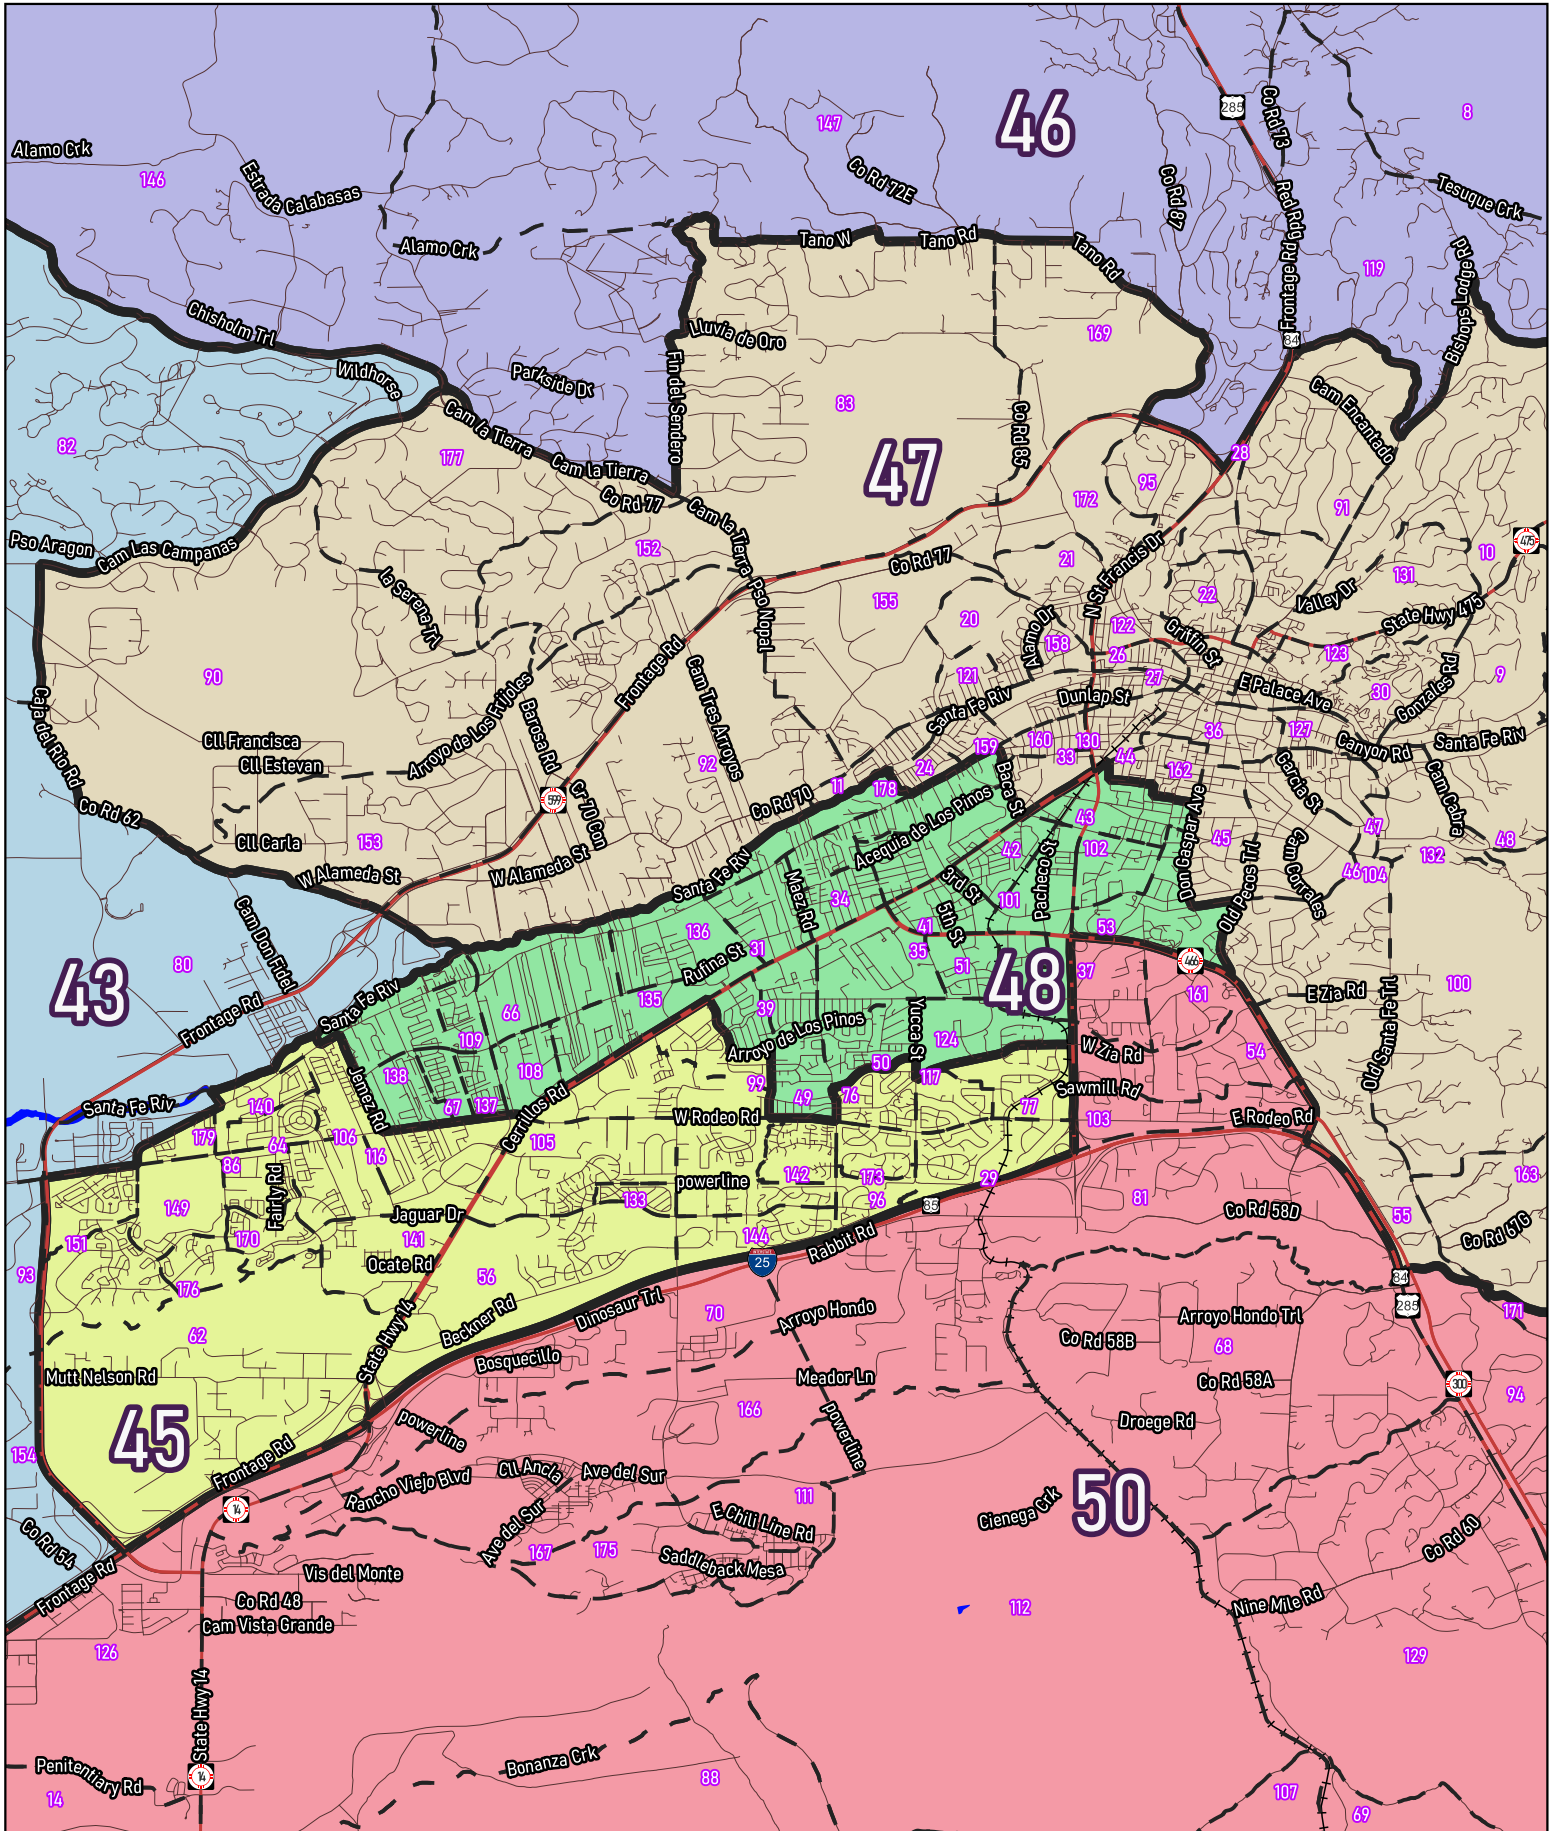 46
285
Co Rd 73
8
147
Alamo Crk
146
Estrada Calabasas
Co Rd 72E
Co Rd 87
Tesuque Crk
Red Rdg
Alamo Crk
Tano W
Tano Rd
Tano Rd
Frontage Rd
119
Bishops Lodge Rd
Chisholm Trl
Lluvia de Oro
169
84
Wildhorse
Parkside Dr
Fin del Sendero
83
Cam Encantado
Cam la Tierra
Co Rd 85
82
177
Cam la Tierra
47
28
95
Co Rd 77
172
91
Cam la Tierra
Pso Aragon
Cam Las Campanas
152
Co Rd 77
21
N St Francis Dr
10
475
131
la Serena Trl
155
22
Valley Dr
Pso Nopal
20
Alamo Dr
122
State Hwy 475
Griffin St
158
26
123
90
Frontage Rd
Cam Tres Arroyos
121
27
9
30
Gonzales Rd
Caja del Rio Rd
Arroyo de Los Frijoles
Barosa Rd
Santa Fe Riv
Dunlap St
E Palace Ave
Cll Francisca
159
160
130
36
127
Canyon Rd
Santa Fe Riv
Cll Estevan
92
24
33
44
162
Garcia St
Cam Cabra
Co Rd 62
599
Cr 70 Can
Co Rd 70
11
178
Baca St
Don Gaspar Ave
43
47
Cll Carla
153
Acequia de Los Pinos
42
102
45
Cam Corrales
48
132
W Alameda St
W Alameda St
Santa Fe Riv
Maez Rd
34
3rd St
Pacheco St
Old Pecos Trl
46
104
101
Cam Don Fidel
136
41
5th St
53
43
80
31
35
51
48
37
466
Rufina St
161
100
Frontage Rd
Santa Fe Riv
66
135
39
Yucca St
E Zia Rd
Old Santa Fe Trl
109
Arroyo de Los Pinos
124
W Zia Rd
54
138
108
50
117
Jemez Rd
99
49
76
Sawmill Rd
Santa Fe Riv
140
67
137
Cerrillos Rd
W Rodeo Rd
77
103
E Rodeo Rd
179
64
106
105
86
116
142
173
29
163
Fairly Rd
powerline
149
133
96
85
81
55
151
170
Jaguar Dr
141
144
Rabbit Rd
Co Rd 58D
Co Rd 61G
93
Ocate Rd
56
25
84
176
Beckner Rd
Dinosaur Trl
70
Arroyo Hondo
285
171
62
State Hwy 14
Arroyo Hondo Trl
Co Rd 58B
68
Bosquecillo
Mutt Nelson Rd
Meador Ln
Co Rd 58A
300
94
45
166
Droege Rd
powerline
powerline
154
Frontage Rd
Cll Ancla
Ave del Sur
Rancho Viejo Blvd
111
50
14
Ave del Sur
E Chili Line Rd
Cienega Crk
Co Rd 54
167
175
Co Rd 60
Frontage Rd
Vis del Monte
Saddleback Mesa
Co Rd 48
112
Nine Mile Rd
Cam Vista Grande
126
129
State Hwy 14
Penitentiary Rd
Bonanza Crk
14
14
88
107
69